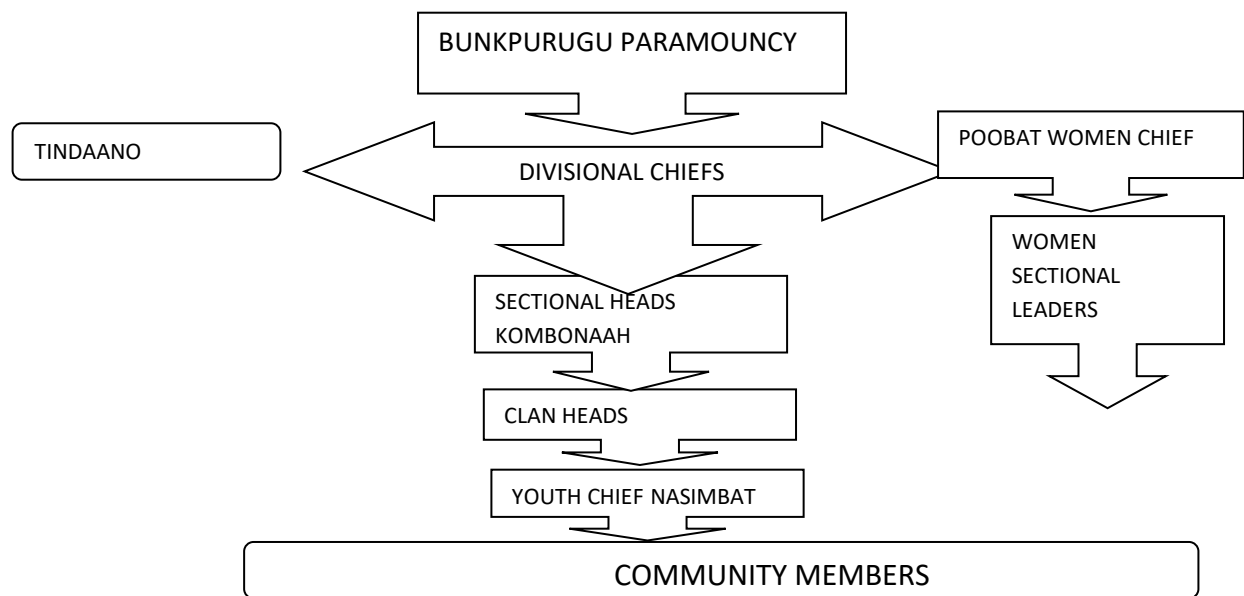 BUNKPURUGU PARAMOUNCY
TINDAANO
DIVISIONAL CHIEFS
POOBAT WOMEN CHIEF
WOMEN
SECTIONAL
LEADERS
SECTIONAL HEADS
KOMBONAAH
CLAN HEADS
YOUTH CHIEF NASIMBAT
COMMUNITY MEMBERS